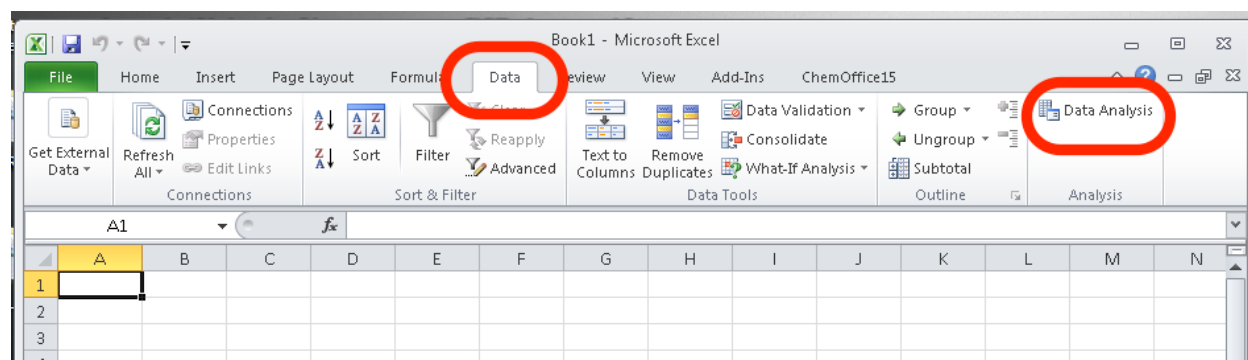 Book1 - Microsoft Excel
File Home Insert Page Layout Data View Add-Ins ChemOffice15
Connections Reapply Data Validation Group Data Analysis
Properties Advanced Consolidate Ungroup
Edit Links What-If Analysis Subtotal
Get External Data
Refresh All
A Z
Z A
A Z
Z A
Sort
Filter
Text to Columns
Remove Duplicates
Connections Sort & Filter Data Tools Outline Analysis
A1 fx
A B C D E F G H I J K L M N
1
2
3